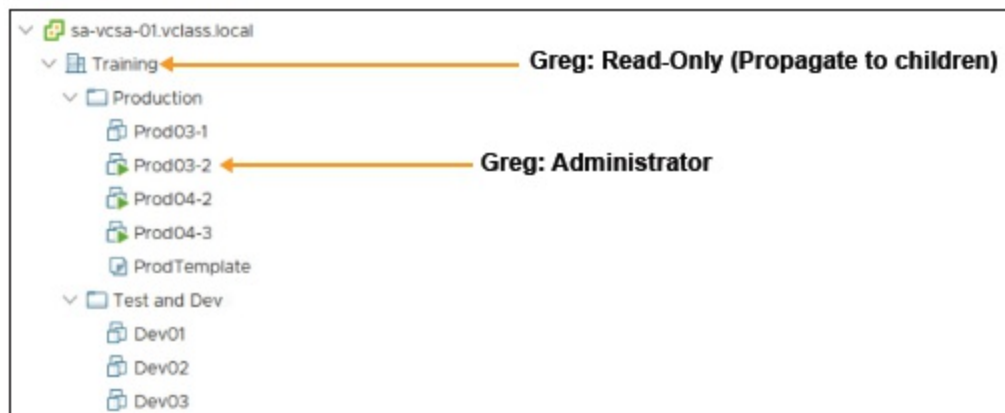 sa-vcsa-01.vclass.local
Training Greg: Read-Only (Propagate to children)
Production
Prod03-1
Prod03-2 Greg: Administrator
Prod04-2
Prod04-3
ProdTemplate
Test and Dev
Dev01
Dev02
Dev03